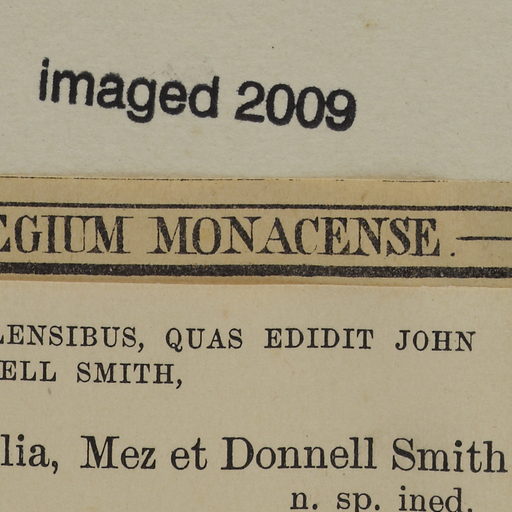 imaged 2009
EGIUM MONACENSE.
LENSIBUS, QUAS EDIDIT JOHN
ELL SMITH,
lia, Mez et Donnell Smith
n. sp. ined.